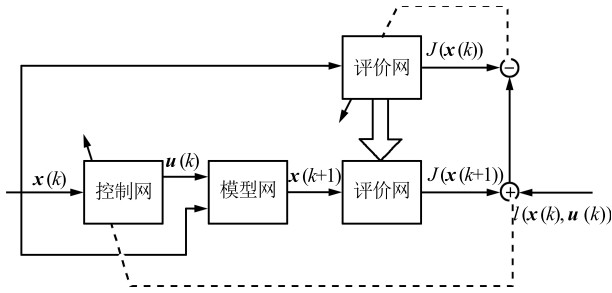 评价网
J(x(k))
−
x(k)
控制网
u(k)
模型网
x(k+1)
评价网
J(x(k+1))
+
l(x(k),u(k))